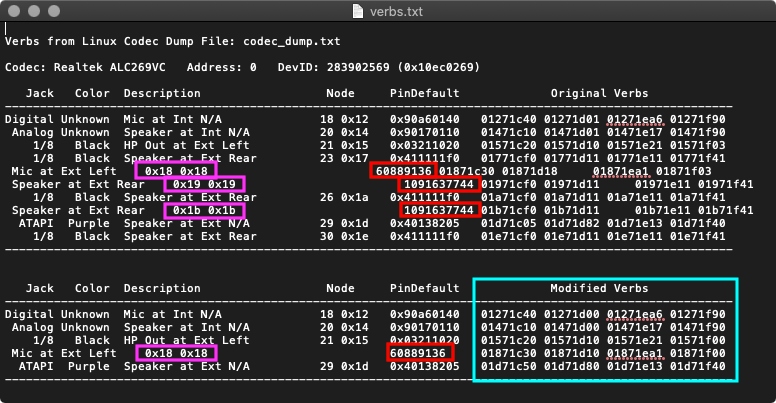 verbs.txt
Verbs from Linux Codec Dump File: codec_dump.txt
Codec: Realtek ALC269VC   Address: 0   DevID: 283902569 (0x10ec0269)
Jack   Color  Description                  Node     PinDefault             Original Verbs
--------------------------------------------------------------------------------------------------------
Digital Unknown  Mic at Int N/A               18 0x12   0x90a60140   01271c40 01271d01 01271ea6 01271f90
Analog Unknown  Speaker at Int N/A           20 0x14   0x90170110   01471c10 01471d01 01471e17 01471f90
1/8   Black  HP Out at Ext Left           21 0x15   0x03211020   01571c20 01571d10 01571e21 01571f03
1/8   Black  Speaker at Ext Rear          23 0x17   0x411111f0   01771cf0 01771d11 01771e11 01771f41
Mic at Ext Left   0x18 0x18   60889136 01871c30 01871d18     01871ea1 01871f03
Speaker at Ext Rear   0x19 0x19   1091637744 01971cf0 01971d11     01971e11 01971f41
1/8   Black  Speaker at Ext Rear          26 0x1a   0x411111f0   01a71cf0 01a71d11 01a71e11 01a71f41
Speaker at Ext Rear   0x1b 0x1b   1091637744 01b71cf0 01b71d11     01b71e11 01b71f41
ATAPI  Purple  Speaker at Ext N/A           29 0x1d   0x40138205   01d71c05 01d71d82 01d71e13 01d71f40
1/8   Black  Speaker at Ext Rear          30 0x1e   0x411111f0   01e71cf0 01e71d11 01e71e11 01e71f41
--------------------------------------------------------------------------------------------------------
Jack   Color  Description                  Node     PinDefault             Modified Verbs
--------------------------------------------------------------------------------------------------------
Digital Unknown  Mic at Int N/A               18 0x12   0x90a60140   01271c40 01271d00 01271ea6 01271f90
Analog Unknown  Speaker at Int N/A           20 0x14   0x90170110   01471c10 01471d00 01471e17 01471f90
1/8   Black  HP Out at Ext Left           21 0x15   0x03211020   01571c20 01571d10 01571e21 01571f00
Mic at Ext Left   0x18 0x18   60889136   01871c30 01871d10 01871ea1 01871f00
ATAPI  Purple  Speaker at Ext N/A           29 0x1d   0x40138205   01d71c50 01d71d80 01d71e13 01d71f40
--------------------------------------------------------------------------------------------------------